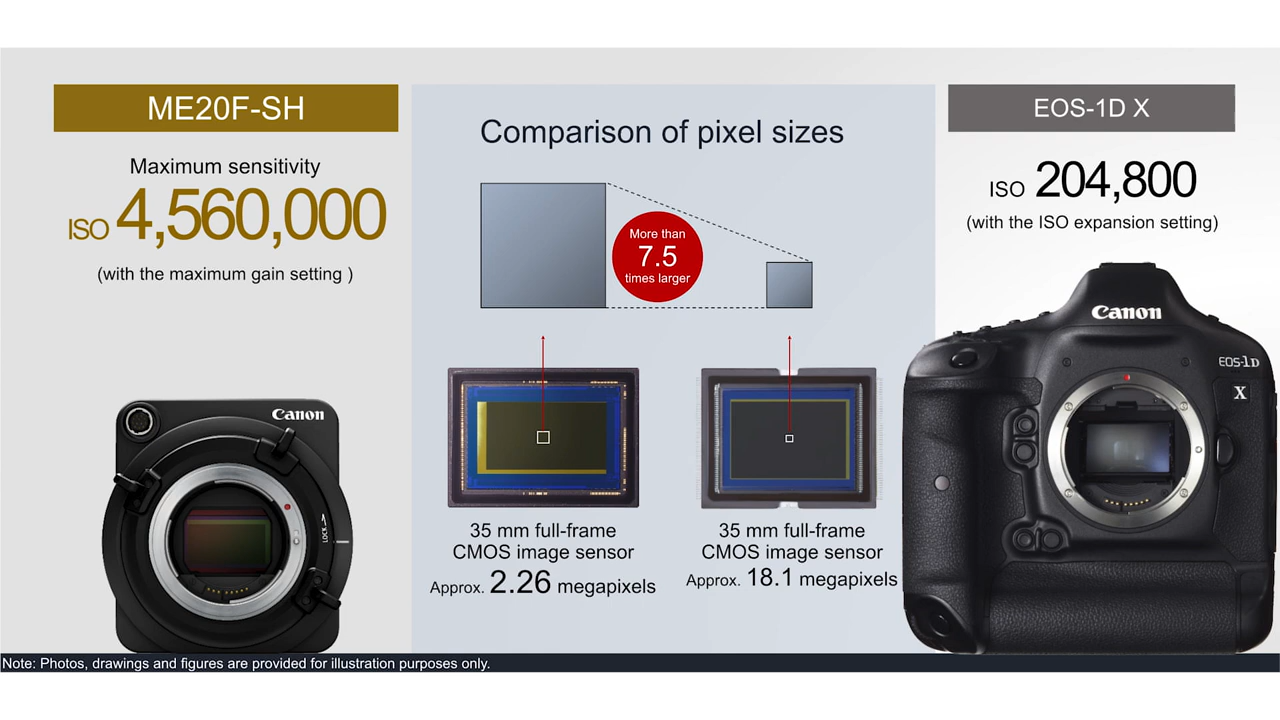 ME20F-SH
Maximum sensitivity
ISO 4,560,000
(with the maximum gain setting )
Canon
LOCK
Comparison of pixel sizes
More than
7.5
times larger
35 mm full-frame
CMOS image sensor
Approx. 2.26 megapixels
35 mm full-frame
CMOS image sensor
Approx. 18.1 megapixels
EOS-1D X
ISO 204,800
(with the ISO expansion setting)
Canon
EOS-1D
X
Note: Photos, drawings and figures are provided for illustration purposes only.